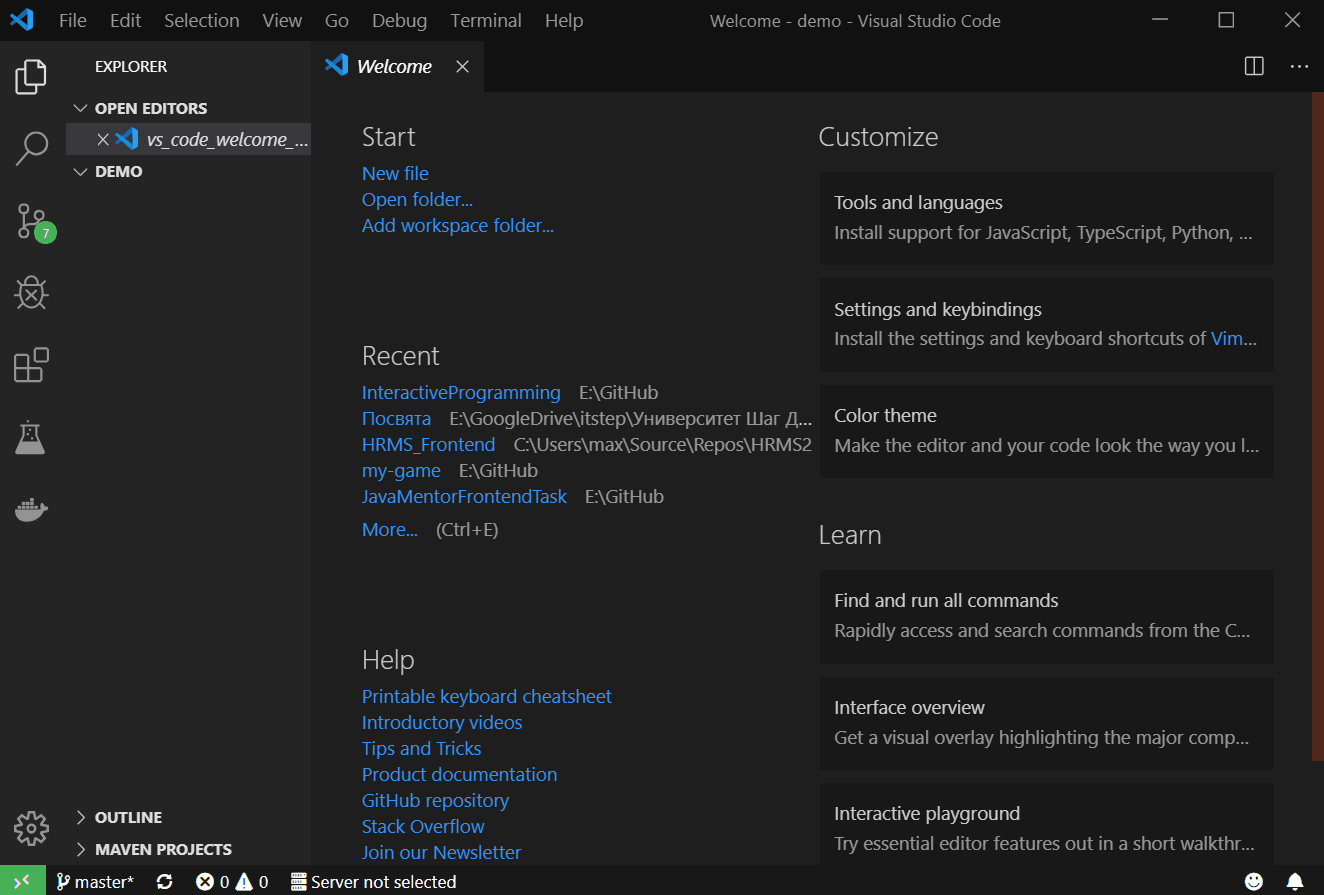 File Edit Selection View Go Debug Terminal Help Welcome - demo - Visual Studio Code
EXPLORER
OPEN EDITORS
vs_code_welcome_...
DEMO
7
OUTLINE
MAVEN PROJECTS
Welcome
Start
New file
Open folder...
Add workspace folder...
Recent
InteractiveProgramming E:\GitHub
Посвята E:\GoogleDrive\itstep\Университет Шаг Д...
HRMS_Frontend C:\Users\max\Source\Repos\HRMS2
my-game E:\GitHub
JavaMentorFrontendTask E:\GitHub
More... (Ctrl+E)
Help
Printable keyboard cheatsheet
Introductory videos
Tips and Tricks
Product documentation
GitHub repository
Stack Overflow
Join our Newsletter
Customize
Tools and languages
Install support for JavaScript, TypeScript, Python, ...
Settings and keybindings
Install the settings and keyboard shortcuts of Vim...
Color theme
Make the editor and your code look the way you l...
Learn
Find and run all commands
Rapidly access and search commands from the C...
Interface overview
Get a visual overlay highlighting the major comp...
Interactive playground
Try essential editor features out in a short walkthr...
master* 0 0 Server not selected